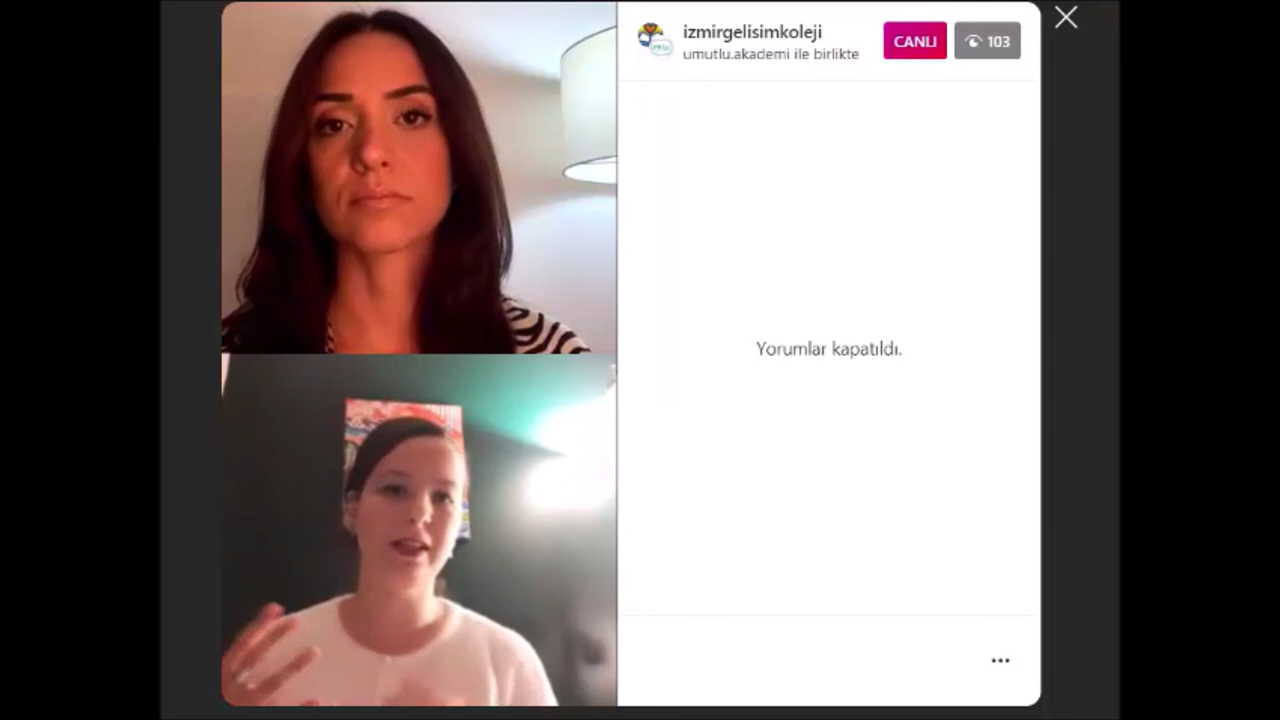 izmirgelisimkoleji
umutlu.akademi ile birlikte
CANLI
103
Yorumlar kapatıldı.